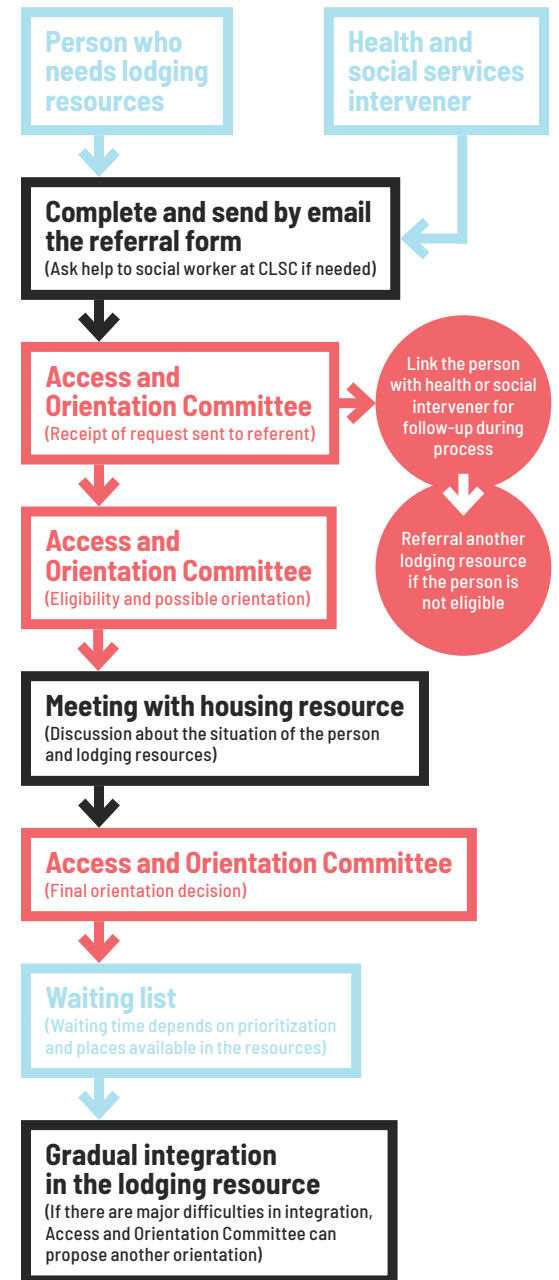 Person who
needs lodging
resources
Health and
social services
intervener
Complete and send by email
the referral form
(Ask help to social worker at CLSC if needed)
Access and
Orientation Committee
(Receipt of request sent to referent)
Link the person
with health or social
intervener for
follow-up during
process
Access and
Orientation Committee
(Eligibility and possible orientation)
Referral another
lodging resource
if the person is
not eligible
Meeting with housing resource
(Discussion about the situation of the person
and lodging resources)
Access and Orientation Committee
(Final orientation decision)
Waiting list
(Waiting time depends on prioritization
and places available in the resources)
Gradual integration
in the lodging resource
(If there are major difficulties in integration,
Access and Orientation Committee can
propose another orientation)